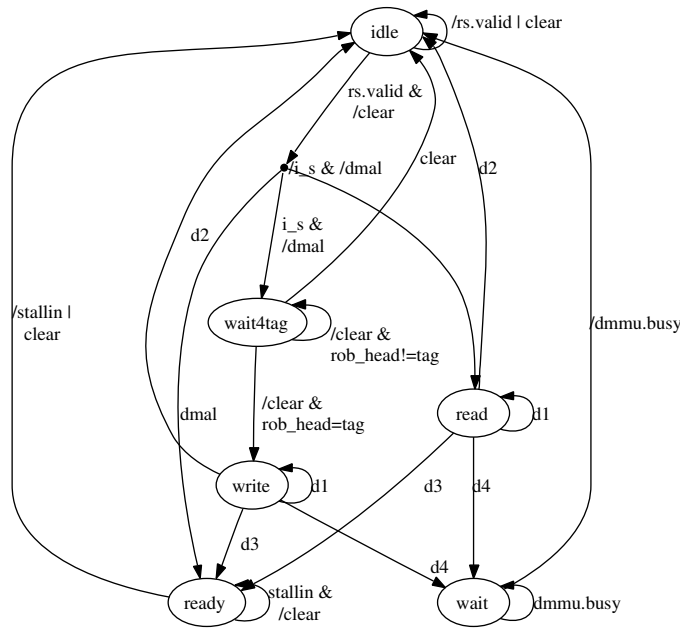 idle
/rs.valid | clear
rs.valid &
/clear
/i_s & /dmal
clear
d2
i_s &
/dmal
d2
/stallin |
clear
wait4tag
/dmmu.busy
/clear &
rob_head!=tag
/clear &
rob_head=tag
dmal
read
d1
write
d1
d3
d4
d3
d4
ready
stallin &
/clear
wait
dmmu.busy